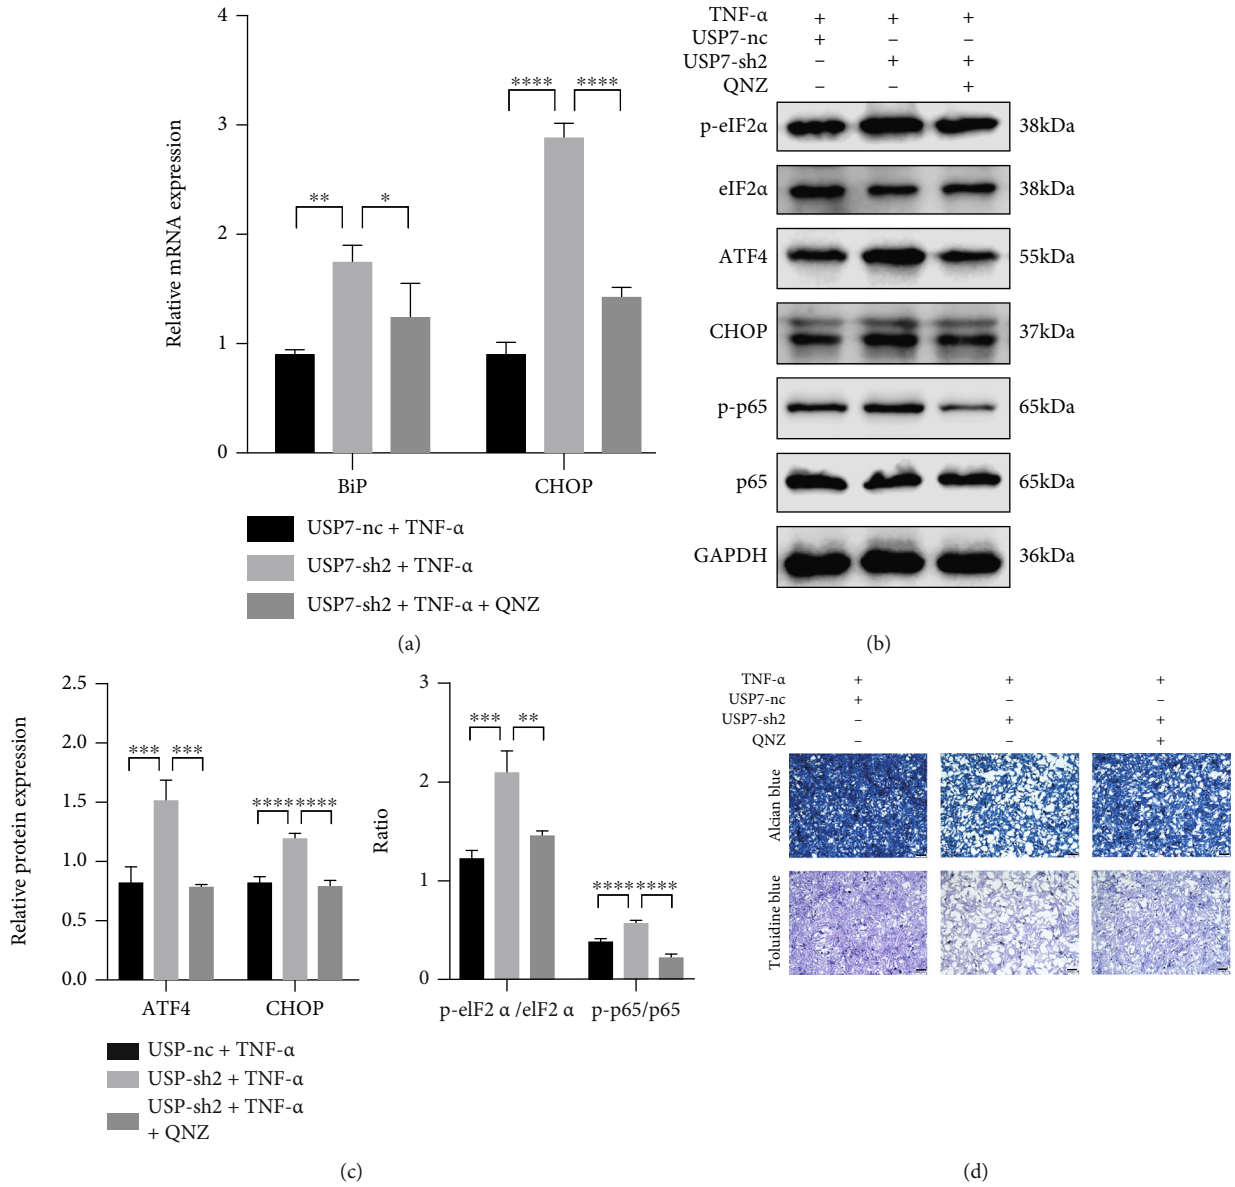 4
3
2
1
0
Relative mRNA expression
**
*
****
****
BiP
CHOP
USP7-nc + TNF-α
USP7-sh2 + TNF-α
USP7-sh2 + TNF-α + QNZ
(a)
TNF-α + + +
USP7-nc + – –
USP7-sh2 – + +
QNZ – – +
p-eIF2α 38kDa
eIF2α 38kDa
ATF4 55kDa
CHOP 37kDa
p-p65 65kDa
p65 65kDa
GAPDH 36kDa
(b)
2.5
2.0
1.5
1.0
0.5
0.0
Relative protein expression
***
***
****
****
ATF4
CHOP
3
2
1
0
Ratio
***
**
****
****
p-elF2 α /elF2 α
p-p65/p65
USP-nc + TNF-α
USP-sh2 + TNF-α
USP-sh2 + TNF-α
+ QNZ
(c)
TNF-α + + +
USP7-nc + – –
USP7-sh2 – + +
QNZ – – +
Alcian blue
Toluidine blue
(d)